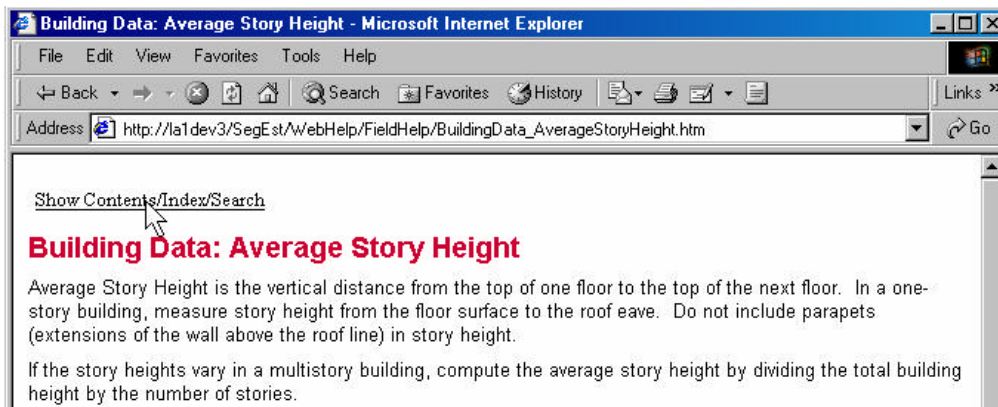 Building Data: Average Story Height - Microsoft Internet Explorer
File Edit View Favorites Tools Help
Back Search Favorites History Links »
Address http://la1dev3/SegEst/WebHelp/FieldHelp/BuildingData_AverageStoryHeight.htm Go
Show Contents/Index/Search
Building Data: Average Story Height
Average Story Height is the vertical distance from the top of one floor to the top of the next floor. In a one-
story building, measure story height from the floor surface to the roof eave. Do not include parapets
(extensions of the wall above the roof line) in story height.
If the story heights vary in a multistory building, compute the average story height by dividing the total building
height by the number of stories.